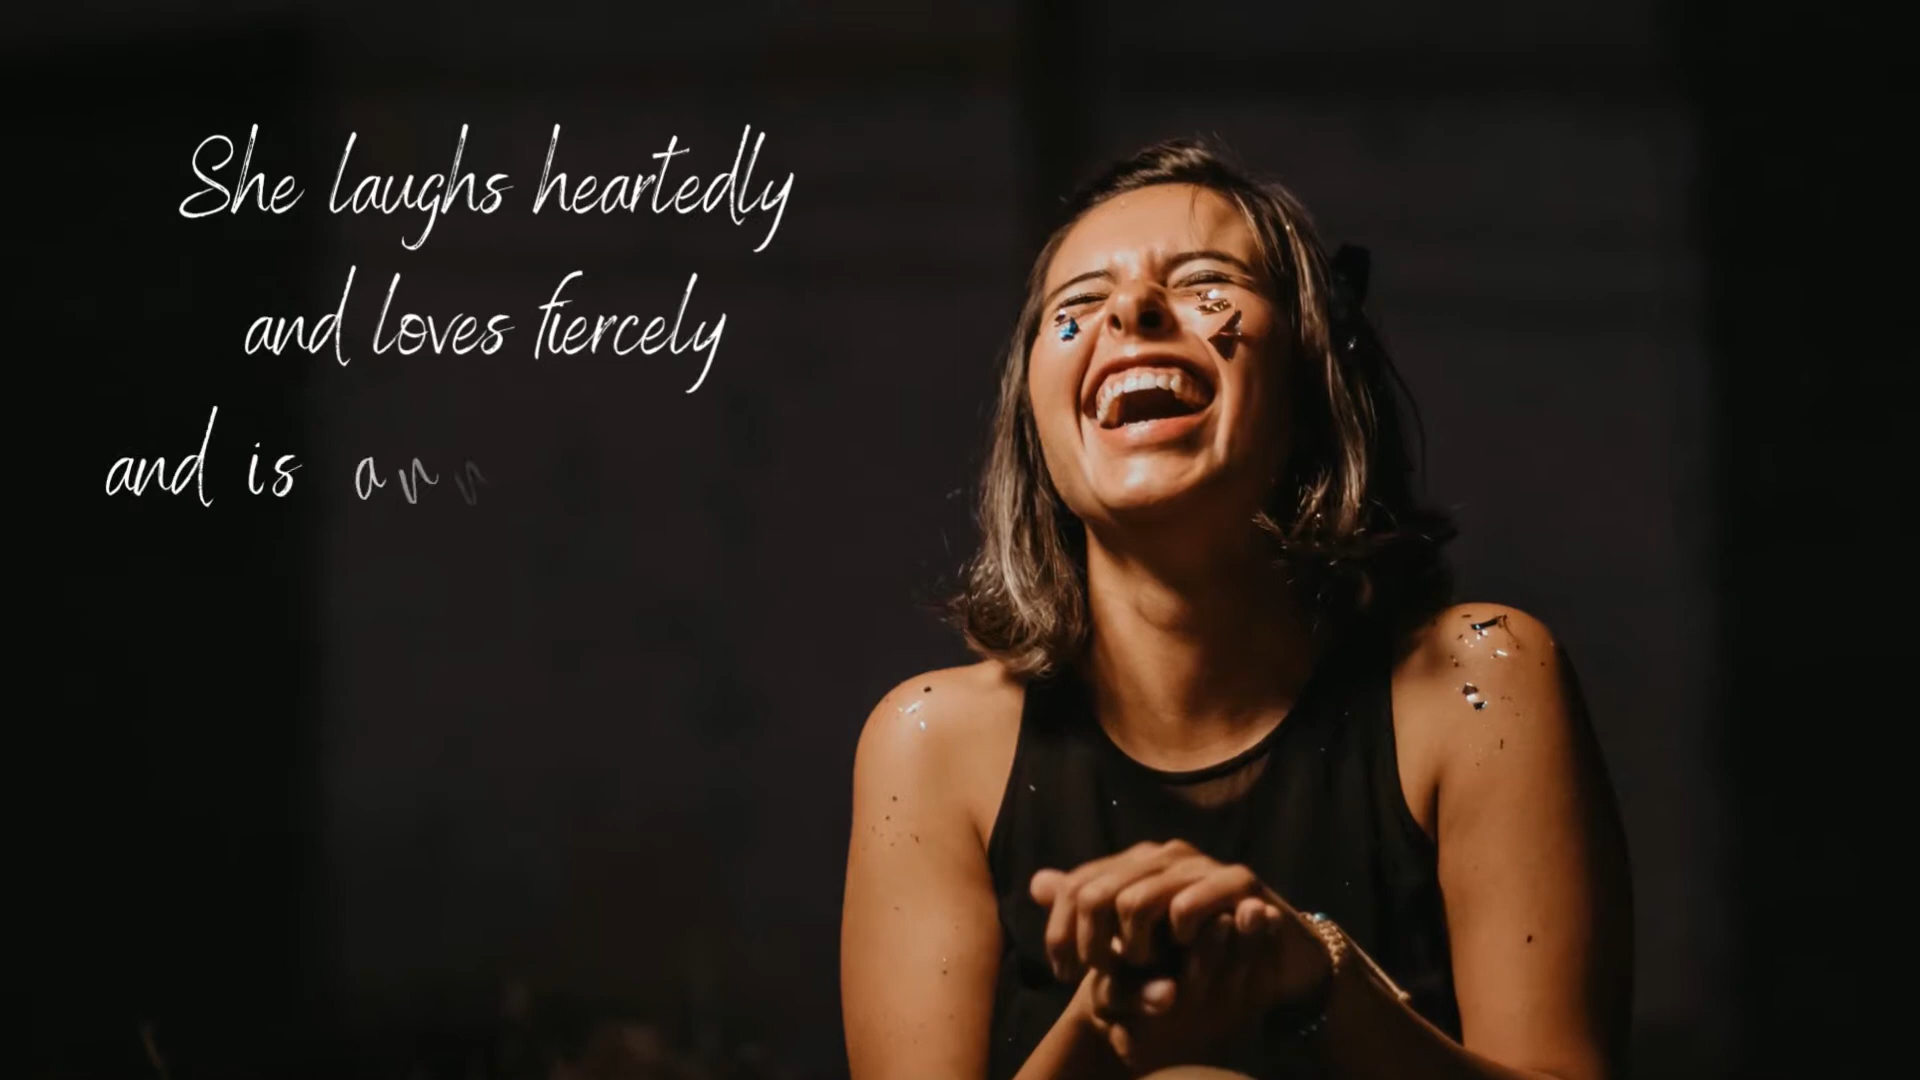 She laughs heartedly
and loves fiercely
and is